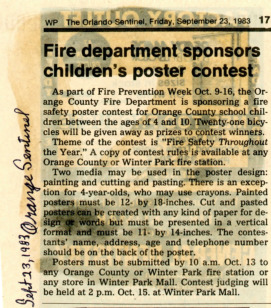 WP The Orlando Sentinel, Friday, September 23, 1983 17
Fire department sponsors
children's poster contest
As part of Fire Prevention Week Oct. 9-16, the Or-
ange County Fire Department is sponsoring a fire
safety poster contest for Orange County school chil-
dren between the ages of 4 and 10. Twenty-one bicy-
cles will be given away as prizes to contest winners.
Theme of the contest is "Fire Safety Throughout
the Year." A copy of contest rules is available at any
Orange County or Winter Park fire station.
Two media may be used in the poster design:
painting and cutting and pasting. There is an excep-
tion for 4-year-olds, who may use crayons. Painted
posters must be 12- by 18-inches. Cut and pasted
posters can be created with any kind of paper for de-
sign or words but must be presented in a vertical
format and must be 11- by 14-inches. The contes-
tants' name, address, age and telephone number
should be on the back of the poster.
Posters must be submitted by 10 a.m. Oct. 13 to
any Orange County or Winter Park fire station or
any store in Winter Park Mall. Contest judging will
be held at 2 p.m. Oct. 15. at Winter Park Mall.
Sept 23, 1983 Orange Sentinel